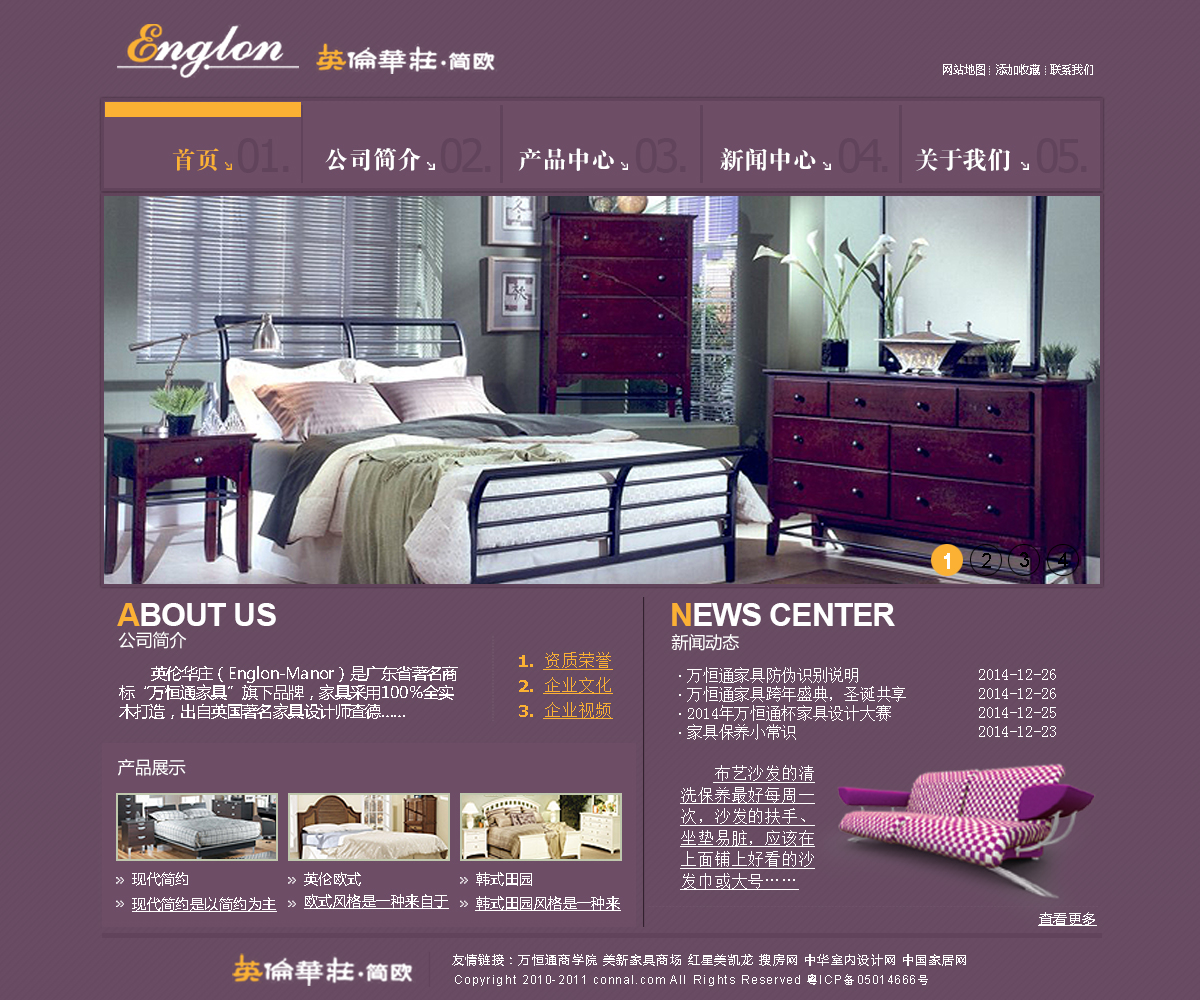 Englon 英倫華莊·简欧
网站地图 ⋮ 添加收藏 ⋮ 联系我们
首页 01. 公司简介 02. 产品中心 03. 新闻中心 04. 关于我们 05.
1 2 3 4
ABOUT US
公司简介
英伦华庄（Englon-Manor）是广东省著名商
标“万恒通家具”旗下品牌，家具采用100%全实
木打造，出自英国著名家具设计师查德……
1. 资质荣誉
2. 企业文化
3. 企业视频
产品展示
» 现代简约
» 现代简约是以简约为主
» 英伦欧式
» 欧式风格是一种来自于
» 韩式田园
» 韩式田园风格是一种来
NEWS CENTER
新闻动态
·万恒通家具防伪识别说明 2014-12-26
·万恒通家具跨年盛典，圣诞共享 2014-12-26
·2014年万恒通杯家具设计大赛 2014-12-25
·家具保养小常识 2014-12-23
布艺沙发的清
洗保养最好每周一
次，沙发的扶手、
坐垫易脏，应该在
上面铺上好看的沙
发巾或大号……
查看更多
英倫華莊·简欧
友情链接：万恒通商学院 美新家具商场 红星美凯龙 搜房网 中华室内设计网 中国家居网
Copyright 2010-2011 connal.com All Rights Reserved 粤ICP备05014666号